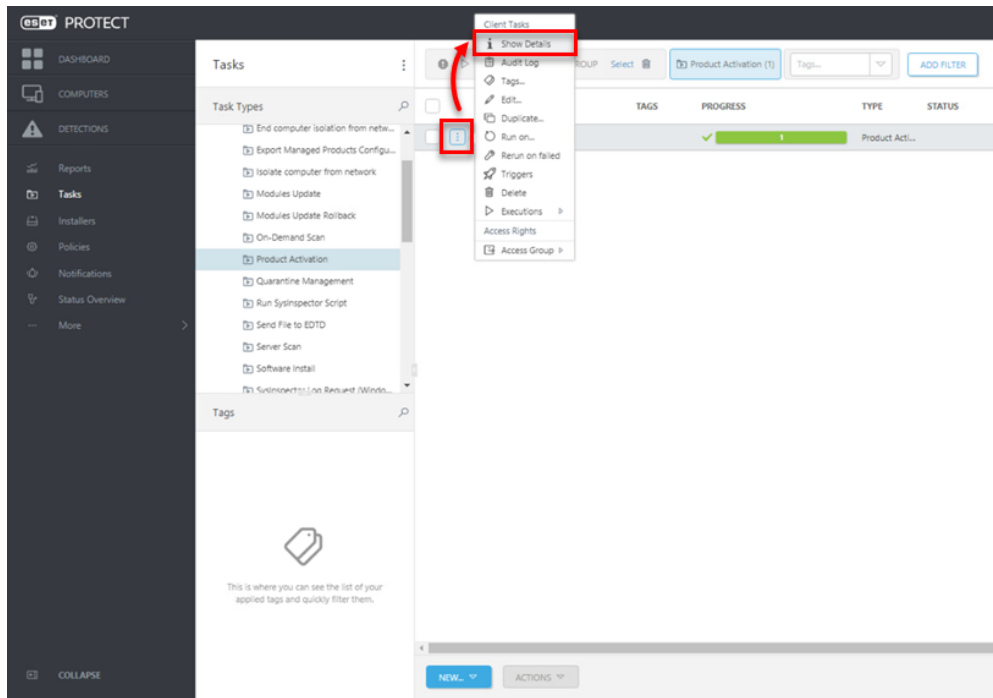 eset PROTECT
DASHBOARD
COMPUTERS
DETECTIONS
Reports
Tasks
Installers
Policies
Notifications
Status Overview
More
COLLAPSE
Tasks
Task Types
End computer isolation from netw...
Export Managed Products Configu...
Isolate computer from network
Modules Update
Modules Update Rollback
On-Demand Scan
Product Activation
Quarantine Management
Run SysInspector Script
Send File to EDTD
Server Scan
Software Install
SysInspector Log Request (Windo...
Tags
This is where you can see the list of your
applied tags and quickly filter them.
Client Tasks
Show Details
Audit Log
Tags...
Edit...
Duplicate...
Run on...
Rerun on failed
Triggers
Delete
Executions
Access Rights
Access Group
Select
Product Activation (1)
Tags...
ADD FILTER
TAGS PROGRESS TYPE STATUS
1 Product Acti...
NEW... ACTIONS